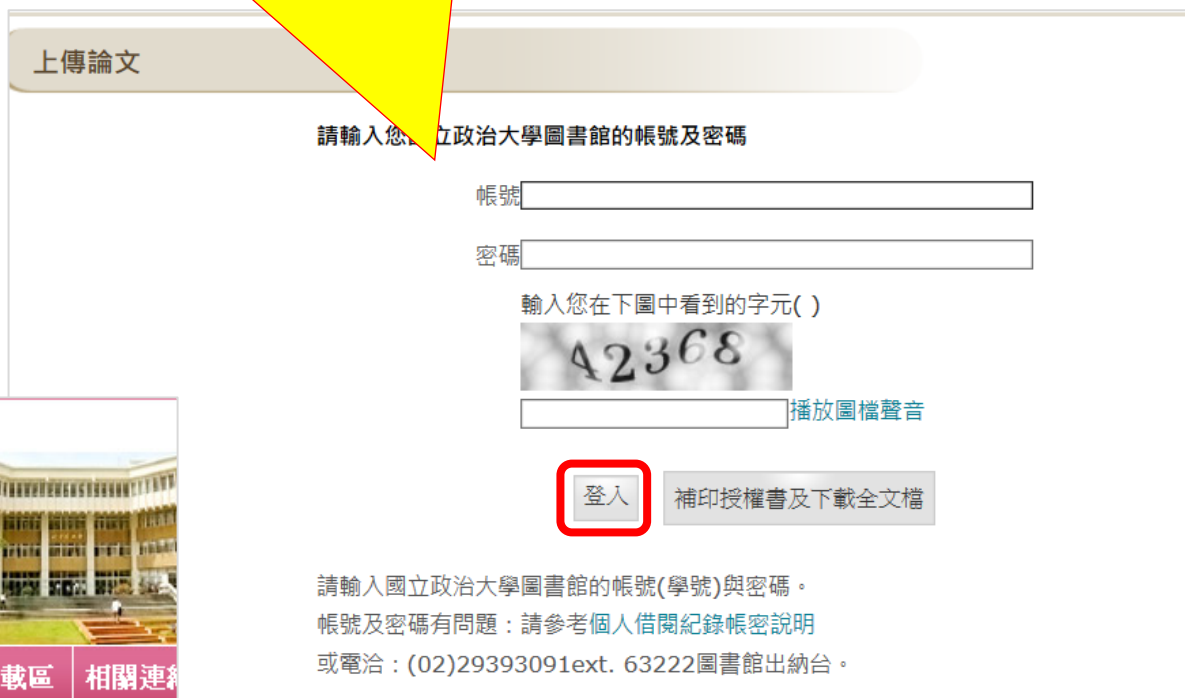 上傳論文
請輸入您 立政治大學圖書館的帳號及密碼
帳號
密碼
輸入您在下圖中看到的字元( )
42368
播放圖檔聲音
登入
補印授權書及下載全文檔
請輸入國立政治大學圖書館的帳號(學號)與密碼。
帳號及密碼有問題：請參考個人借閱紀錄帳密說明
或電洽：(02)29393091ext. 63222圖書館出納台。
載區
相關連